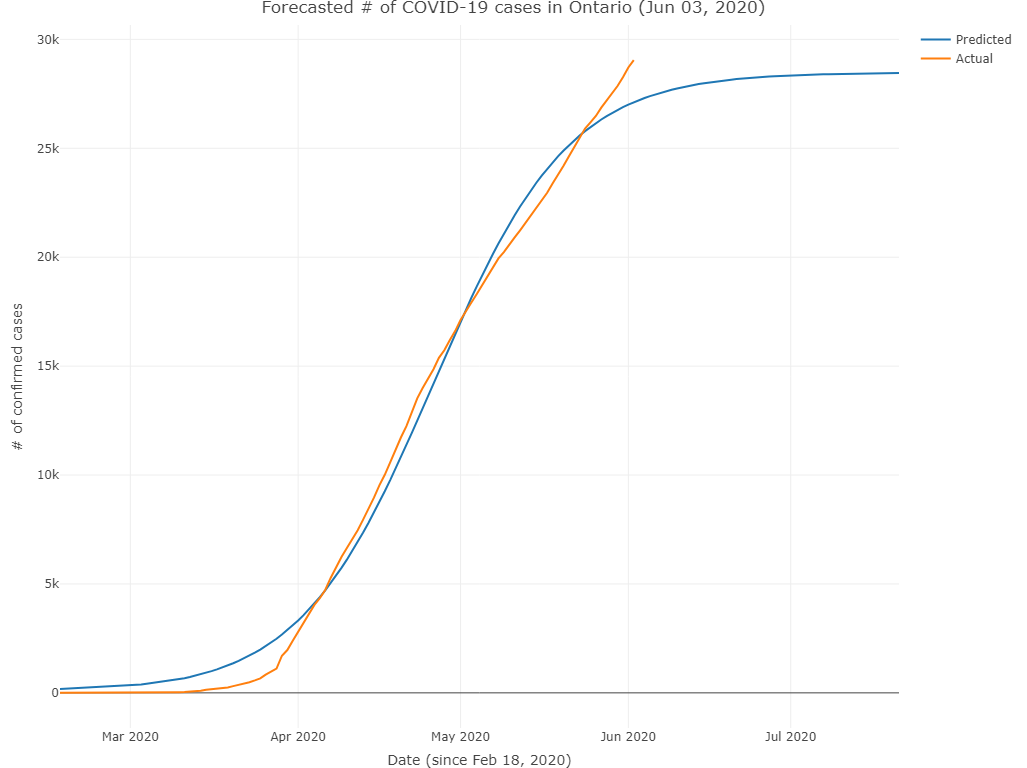 Forecasted # of COVID-19 cases in Ontario (Jun 03, 2020)
30k
25k
20k
15k
10k
5k
0
# of confirmed cases
Mar 2020
Apr 2020
May 2020
Jun 2020
Jul 2020
Date (since Feb 18, 2020)
Predicted
Actual